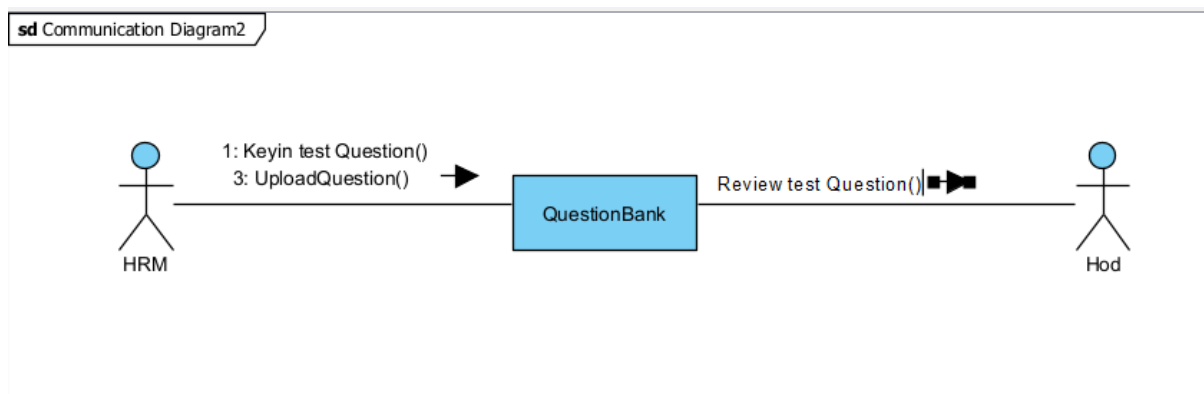 sd Communication Diagram2
1: Keyin test Question()
3: UploadQuestion()
Review test Question()
QuestionBank
HRM
Hod